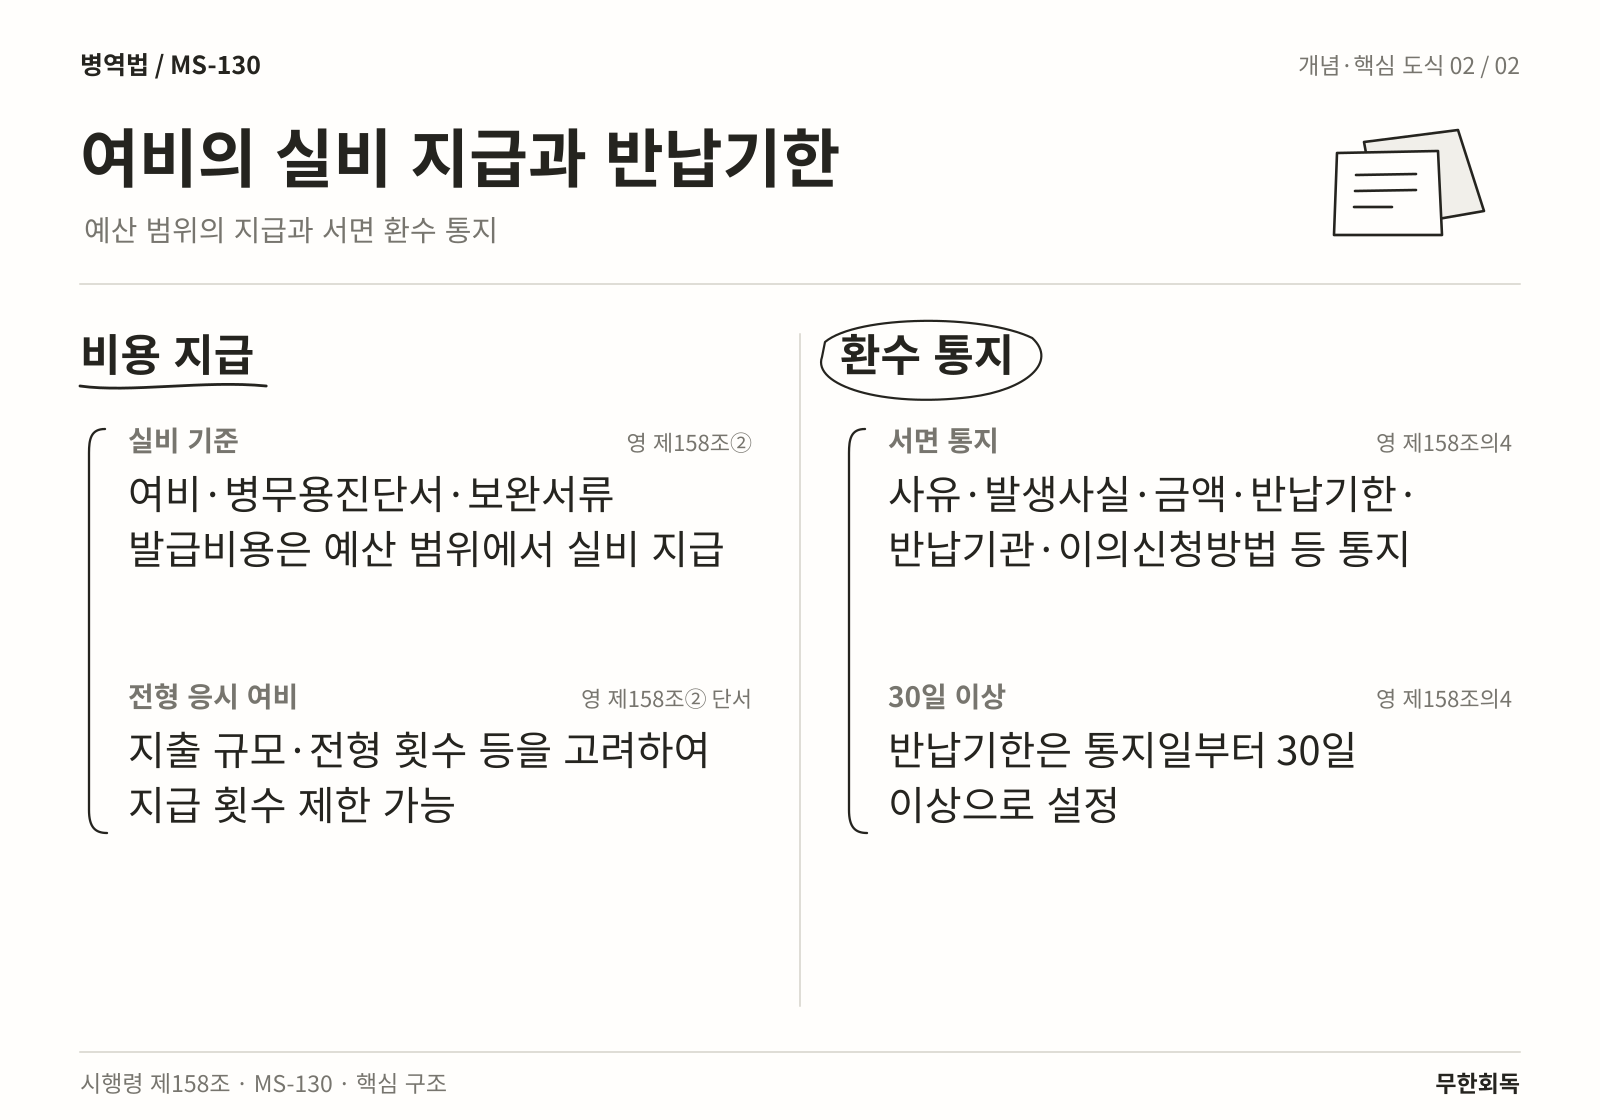 병역법 / MS-130
개념·핵심 도식 02 / 02
여비의 실비 지급과 반납기한
예산 범위의 지급과 서면 환수 통지
비용 지급
실비 기준
영 제158조②
여비·병무용진단서·보완서류
발급비용은 예산 범위에서 실비 지급
전형 응시 여비
영 제158조② 단서
지출 규모·전형 횟수 등을 고려하여
지급 횟수 제한 가능
환수 통지
서면 통지
영 제158조의4
사유·발생사실·금액·반납기한·
반납기관·이의신청방법 등 통지
30일 이상
영 제158조의4
반납기한은 통지일부터 30일
이상으로 설정
시행령 제158조 · MS-130 · 핵심 구조
무한회독